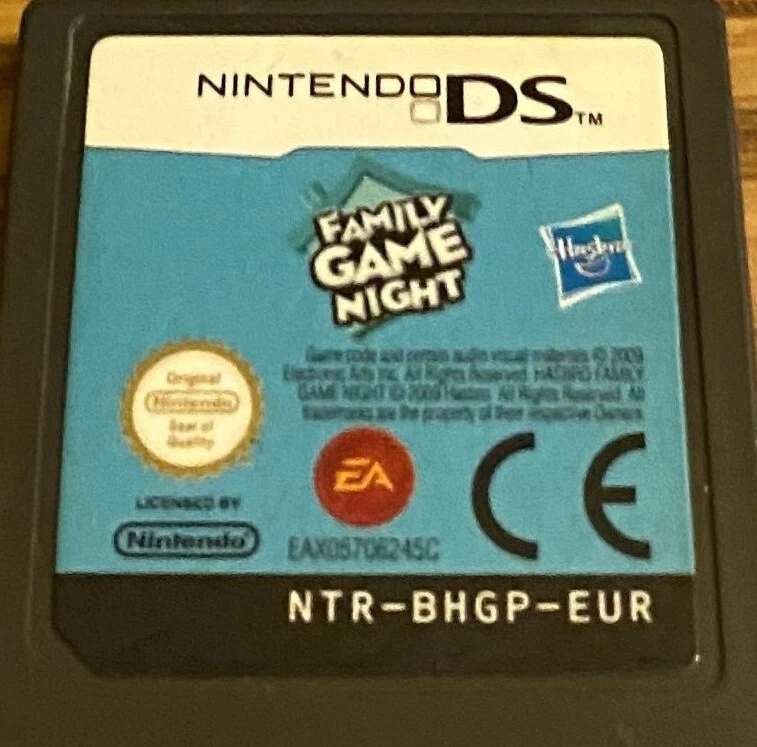 NINTENDO DS™
FAMILY
GAME
NIGHT
Hasbro
Game code and certain audio visual materials © 2009
Electronic Arts Inc. All Rights Reserved. HASBRO FAMILY
GAME NIGHT © 2009 Hasbro. All Rights Reserved. All
trademarks are the property of their respective Owners.
Original
Nintendo
Seal of
Quality
EA
CE
LICENSED BY
Nintendo
EAX05706245C
NTR-BHGP-EUR